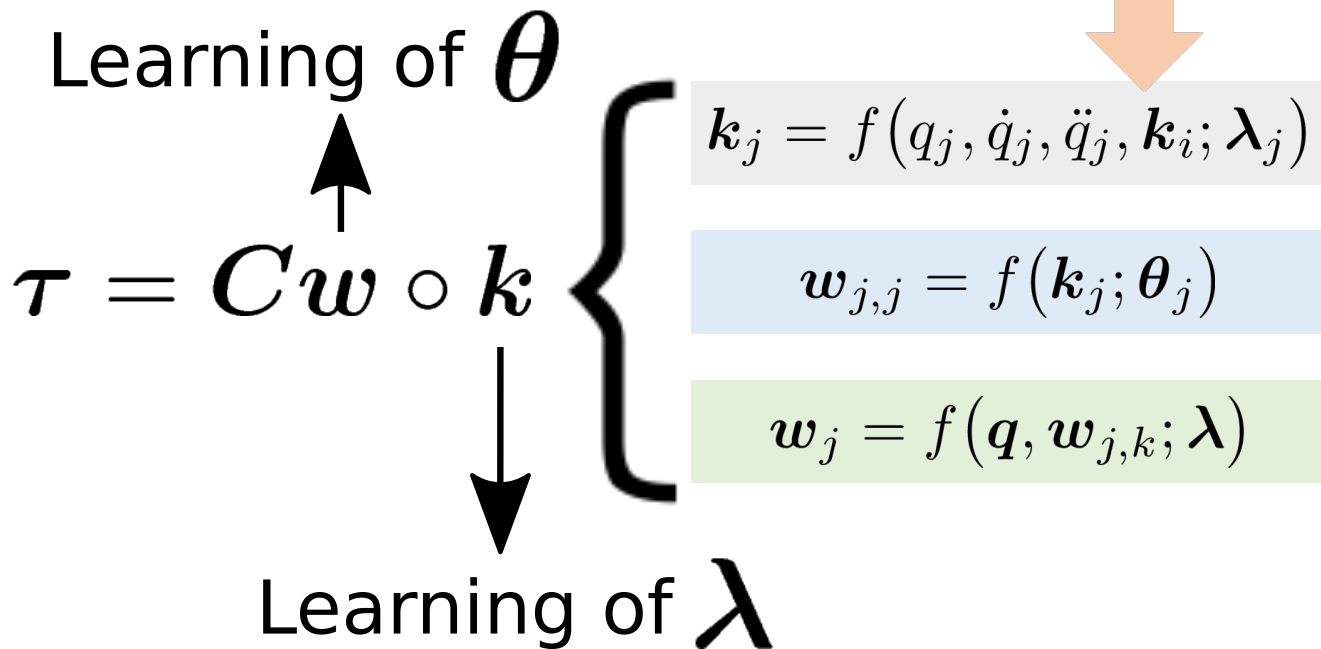 Learning of θ
k_j = f(q_j, q̇_j, q̈_j, k_i; λ_j)
τ = Cw ∘ k
w_{j,j} = f(k_j; θ_j)
w_j = f(q, w_{j,k}; λ)
Learning of λ